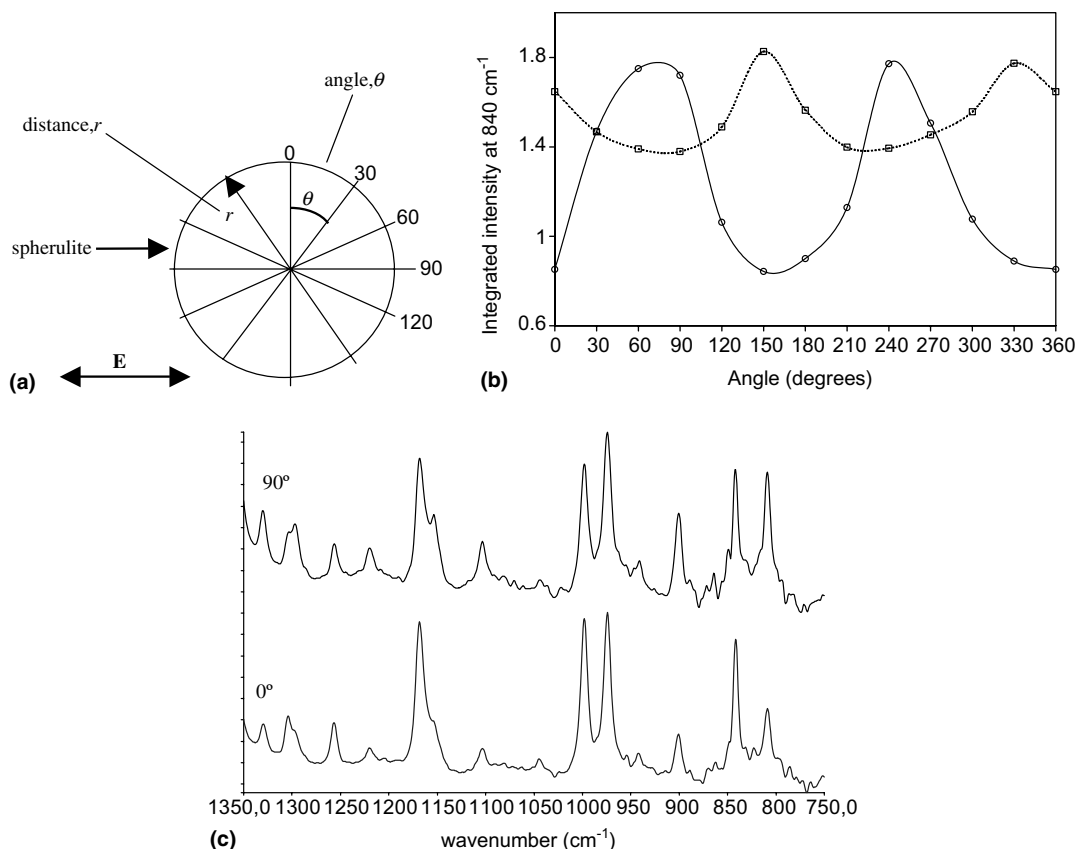 angle,θ
distance,r
0
30
θ
60
r
spherulite
90
120
E
(a)
Integrated intensity at 840 cm-1
1.8
1.4
1
0.6
0 30 60 90 120 150 180 210 240 270 300 330 360
Angle (degrees)
(b)
90º
0º
1350,0 1300 1250 1200 1150 1100 1050 1000 950 900 850 800 750,0
wavenumber (cm-1)
(c)